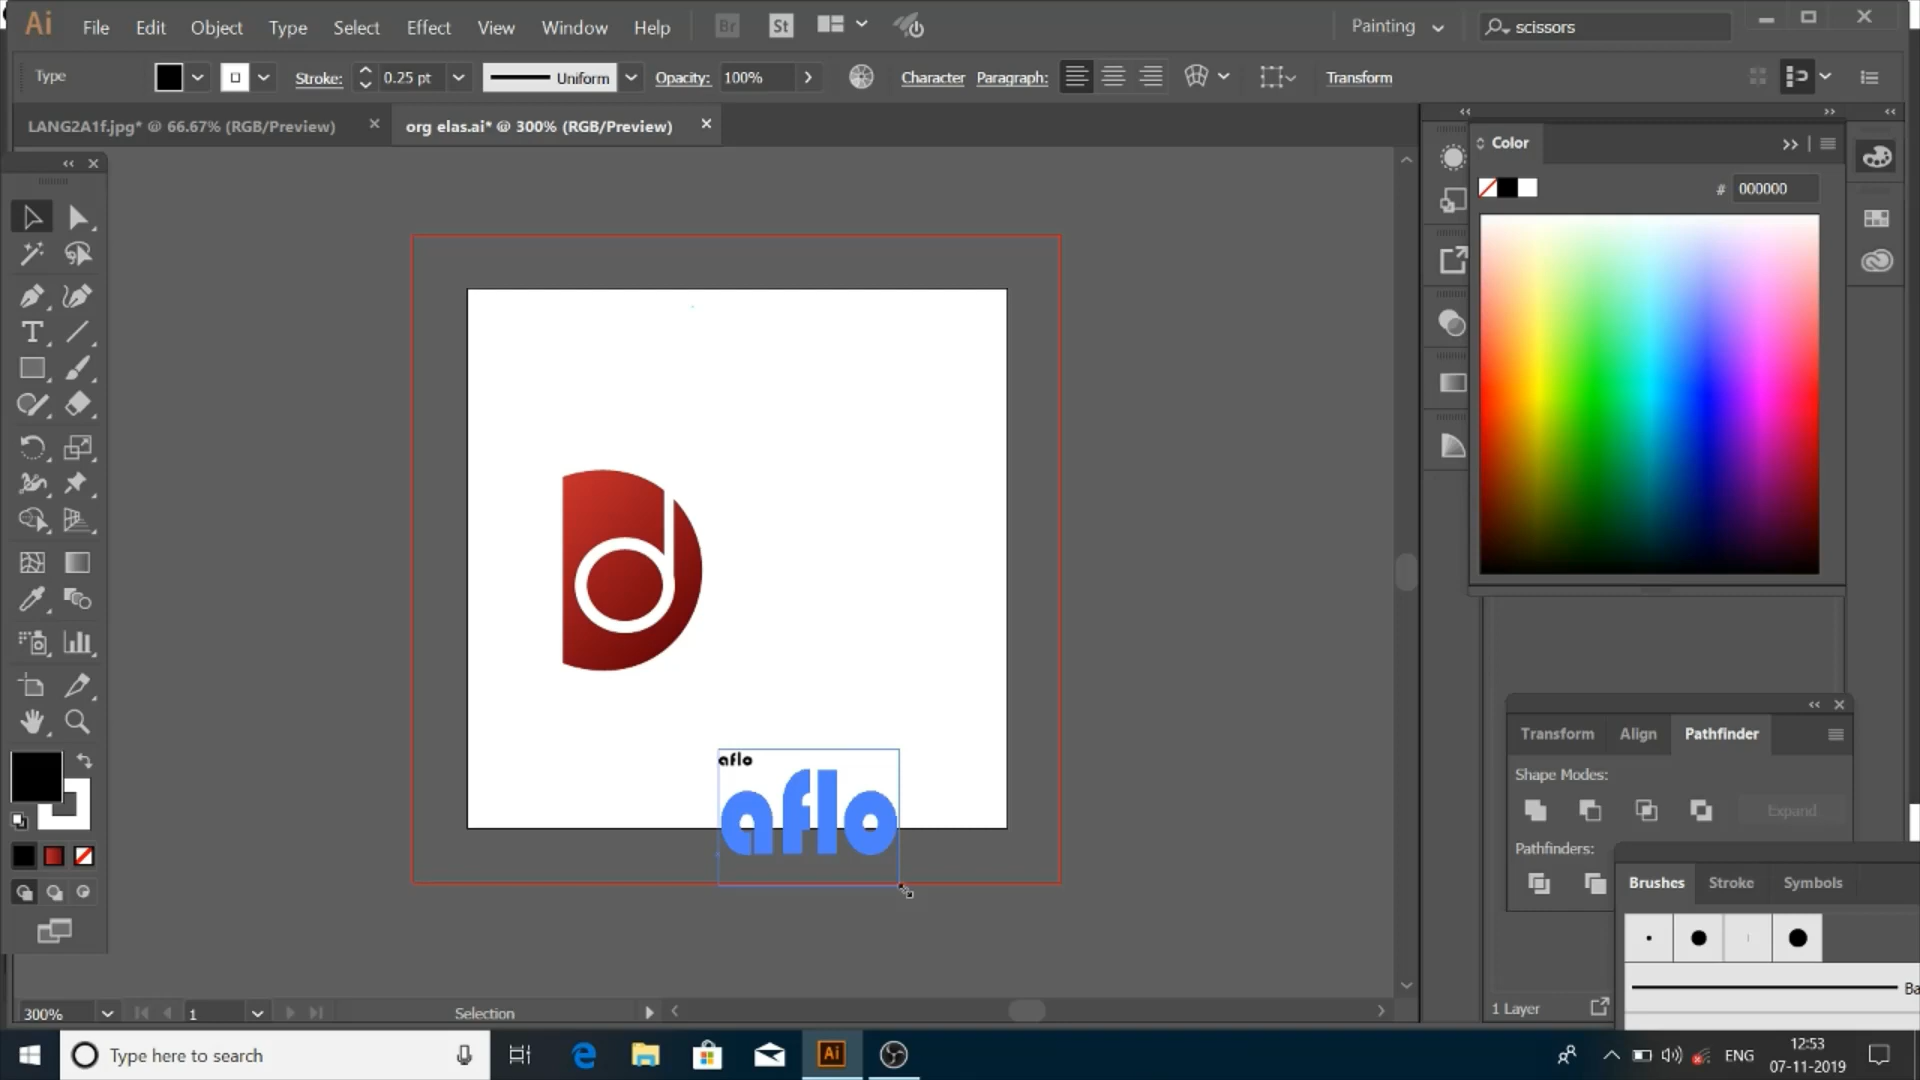 Ai File Edit Object Type Select Effect View Window Help Br St Painting scissors
Type Stroke: 0.25 pt Uniform Opacity: 100% Character Paragraph: Transform
LANG2A1f.jpg* @ 66.67% (RGB/Preview) org elas.ai* @ 300% (RGB/Preview)
Color
# 000000
d
aflo
aflo
Transform Align Pathfinder
Shape Modes:
Expand
Pathfinders:
Brushes Stroke Symbols
Ba
1 Layer
300% 1 Selection
Type here to search
Ai
ENG
12:53
07-11-2019